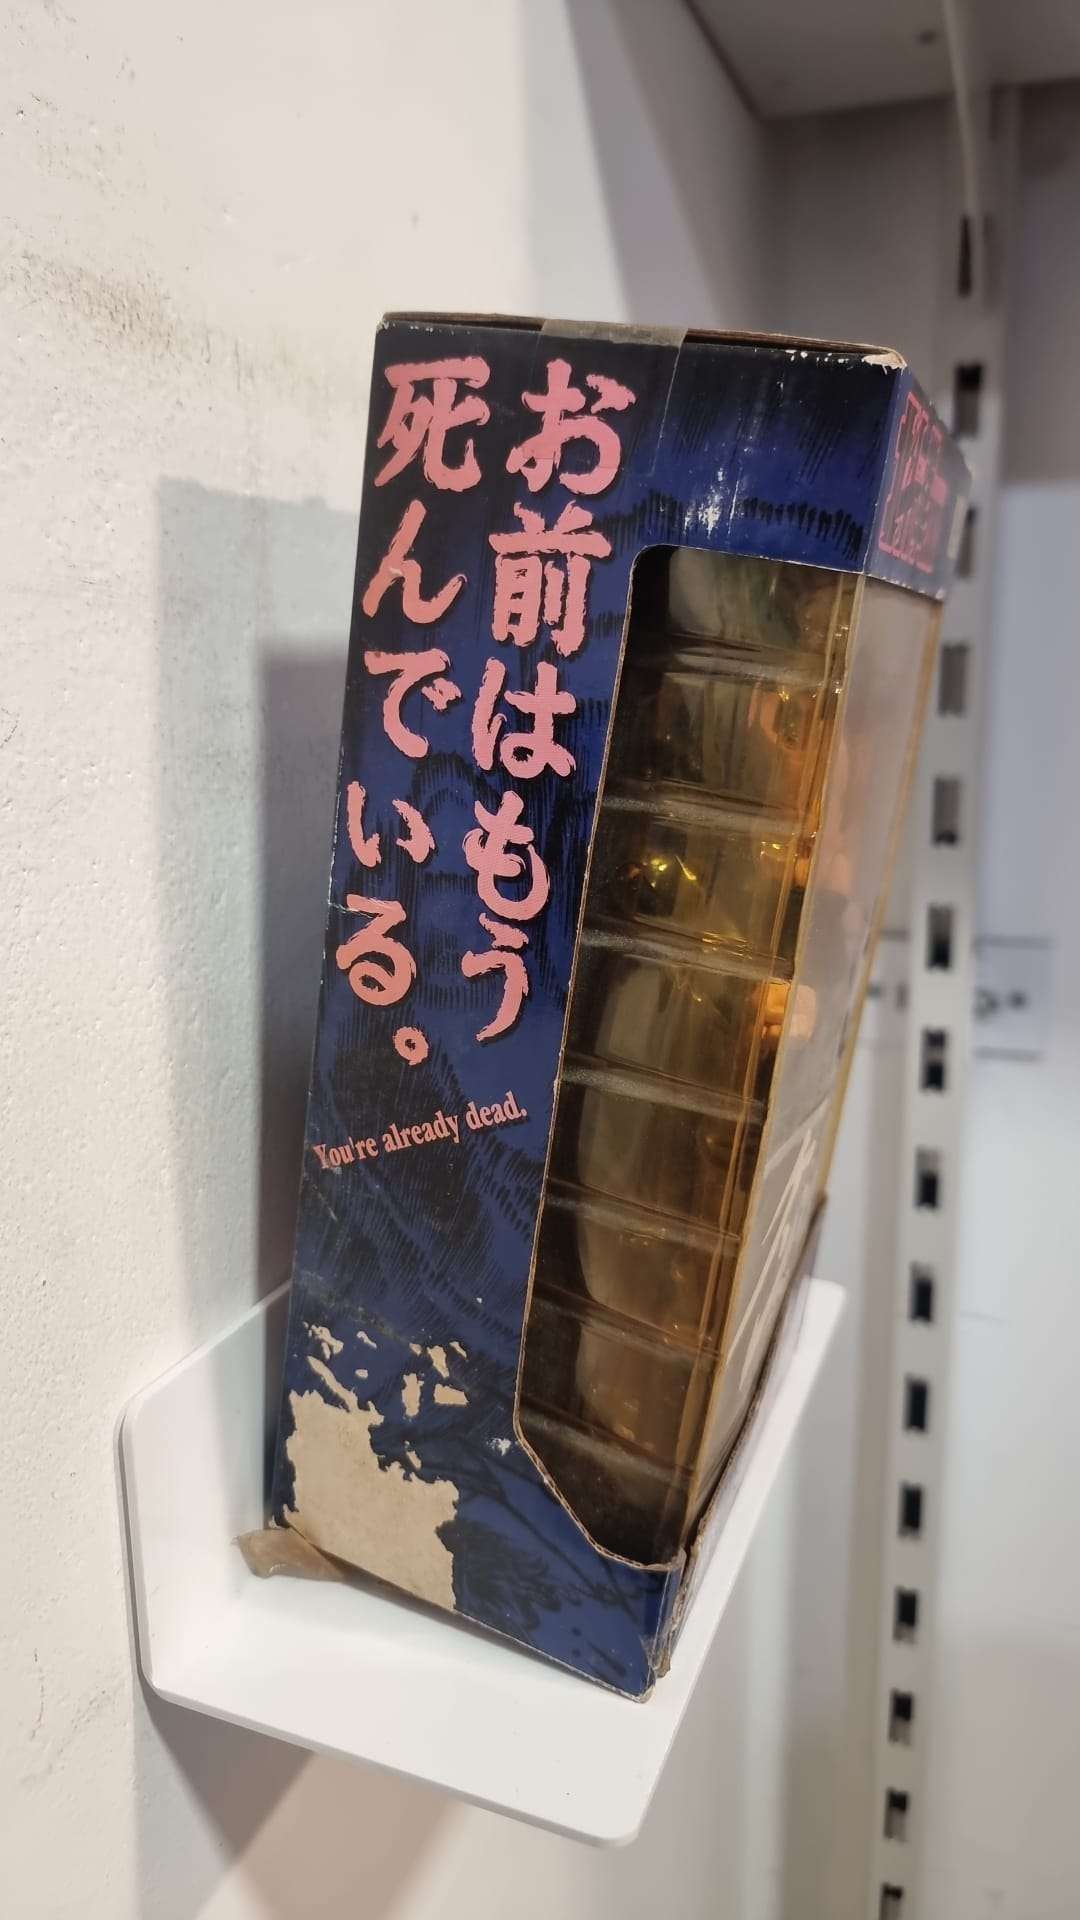 お前はもう
死んでいる。
You're already dead.